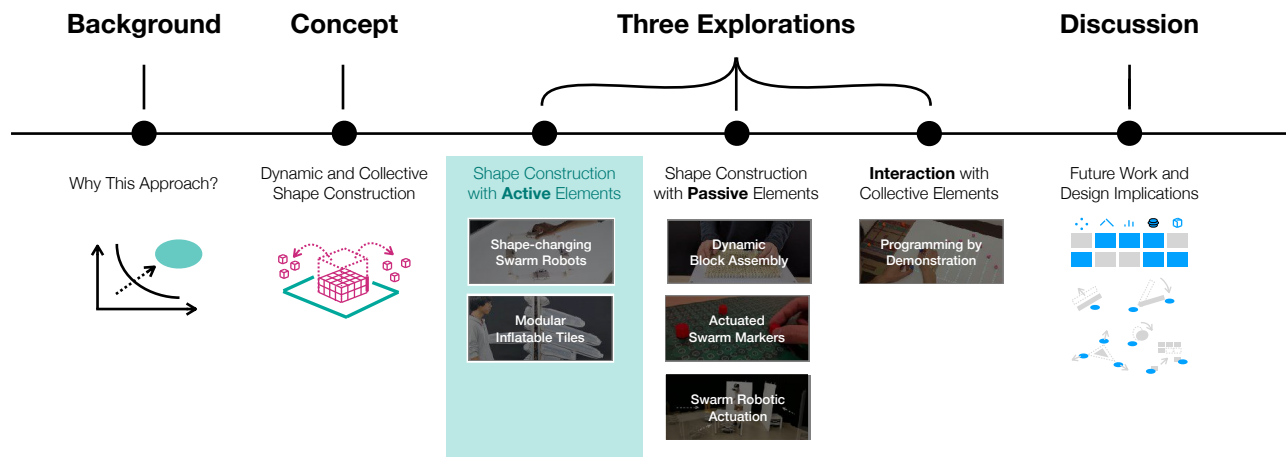 Background
Concept
Three Explorations
Discussion
Why This Approach?
Dynamic and Collective
Shape Construction
Shape Construction
with Active Elements
Shape-changing
Swarm Robots
Modular
Inflatable Tiles
Shape Construction
with Passive Elements
Dynamic
Block Assembly
Actuated
Swarm Markers
Swarm Robotic
Actuation
Interaction with
Collective Elements
Programming by
Demonstration
Future Work and
Design Implications